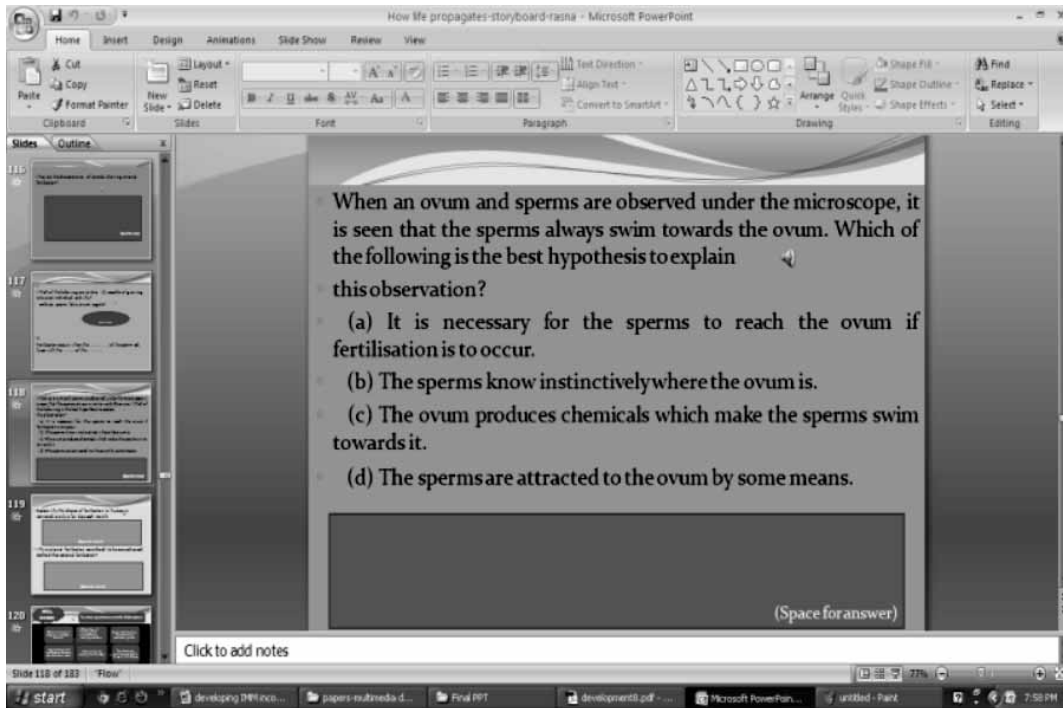 How life propagates-storyboard-rasna - Microsoft PowerPoint
Home Insert Design Animations Slide Show Review View
Cut
Copy
Format Painter
Paste
Clipboard
New Slide
Layout
Reset
Delete
Slides
Font
Text Direction
Align Text
Convert to SmartArt
Paragraph
Arrange
Quick Styles
Shape Fill
Shape Outline
Shape Effects
Drawing
Find
Replace
Select
Editing
Slides Outline
116
117
118
119
120
When an ovum and sperms are observed under the microscope, it
is seen that the sperms always swim towards the ovum. Which of
the following is the best hypothesis to explain
this observation?
(a) It is necessary for the sperms to reach the ovum if
fertilisation is to occur.
(b) The sperms know instinctively where the ovum is.
(c) The ovum produces chemicals which make the sperms swim
towards it.
(d) The sperms are attracted to the ovum by some means.
(Space for answer)
Click to add notes
Slide 118 of 183 "Flow" 77%
start developing IMM inco... papers-multimedia d... Final PPT development8.pdf - ... Microsoft PowerPoin... untitled - Paint 7:58 PM